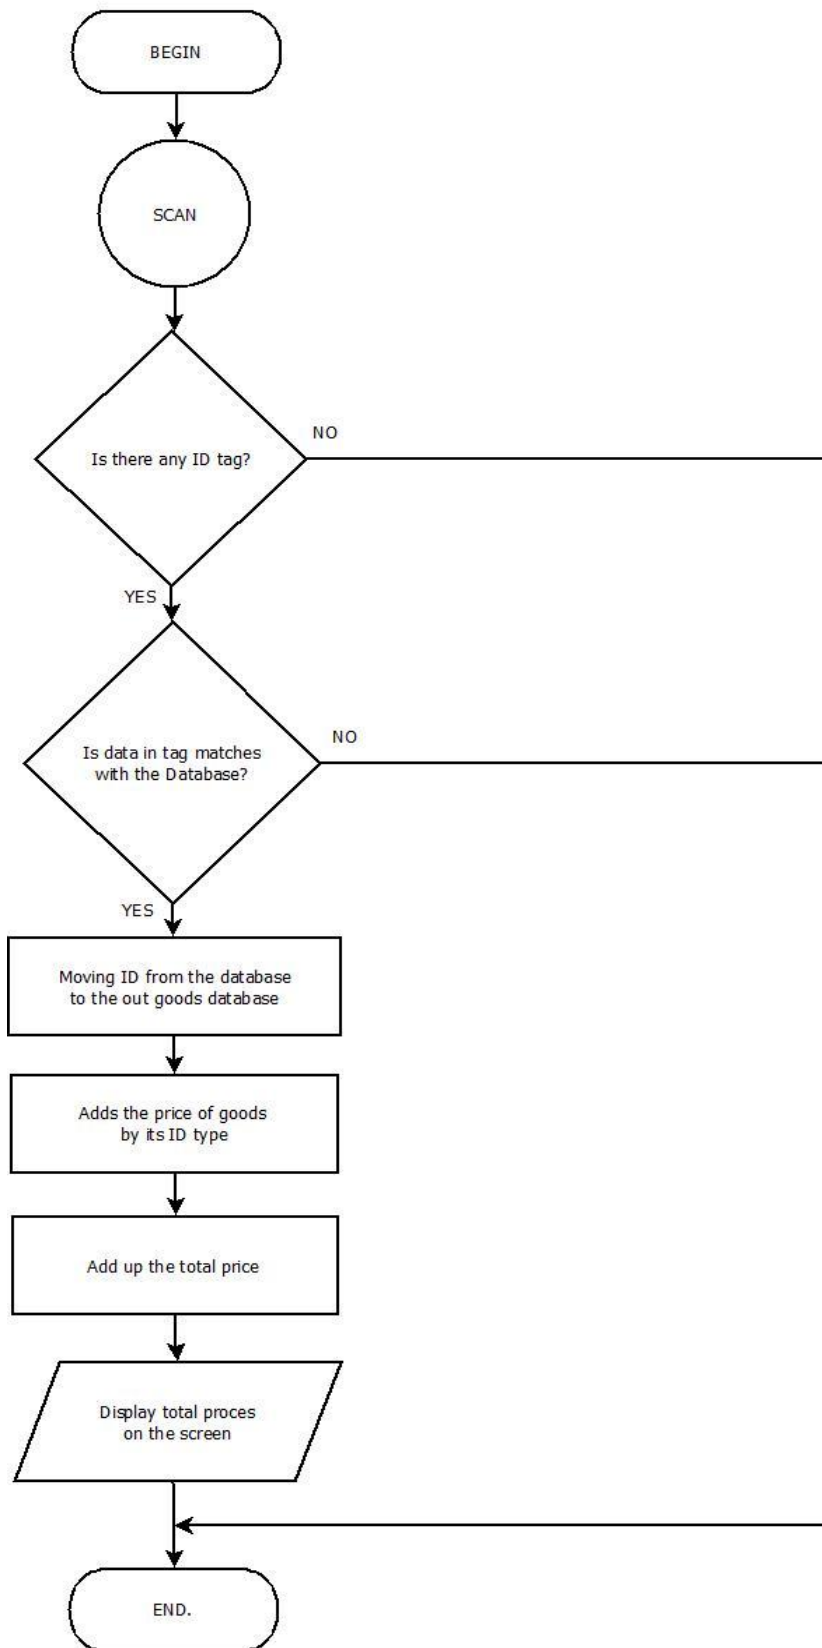 BEGIN
SCAN
NO
Is there any ID tag?
YES
NO
Is data in tag matches
with the Database?
YES
Moving ID from the database
to the out goods database
Adds the price of goods
by its ID type
Add up the total price
Display total proces
on the screen
END.